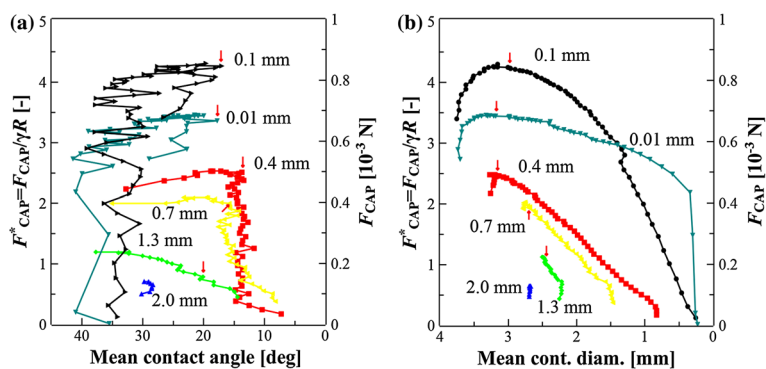 (a)
5
4
3
2
1
0
F*CAP=FCAP/γR [-]
1
0.8
0.6
0.4
0.2
0
FCAP [10⁻³ N]
0.1 mm
0.01 mm
0.4 mm
0.7 mm
1.3 mm
2.0 mm
40 30 20 10 0
Mean contact angle [deg]
(b)
5
4
3
2
1
0
F*CAP=FCAP/γR [-]
1
0.8
0.6
0.4
0.2
0
FCAP [10⁻³ N]
0.1 mm
0.01 mm
0.4 mm
0.7 mm
2.0 mm
1.3 mm
4 3 2 1 0
Mean cont. diam. [mm]